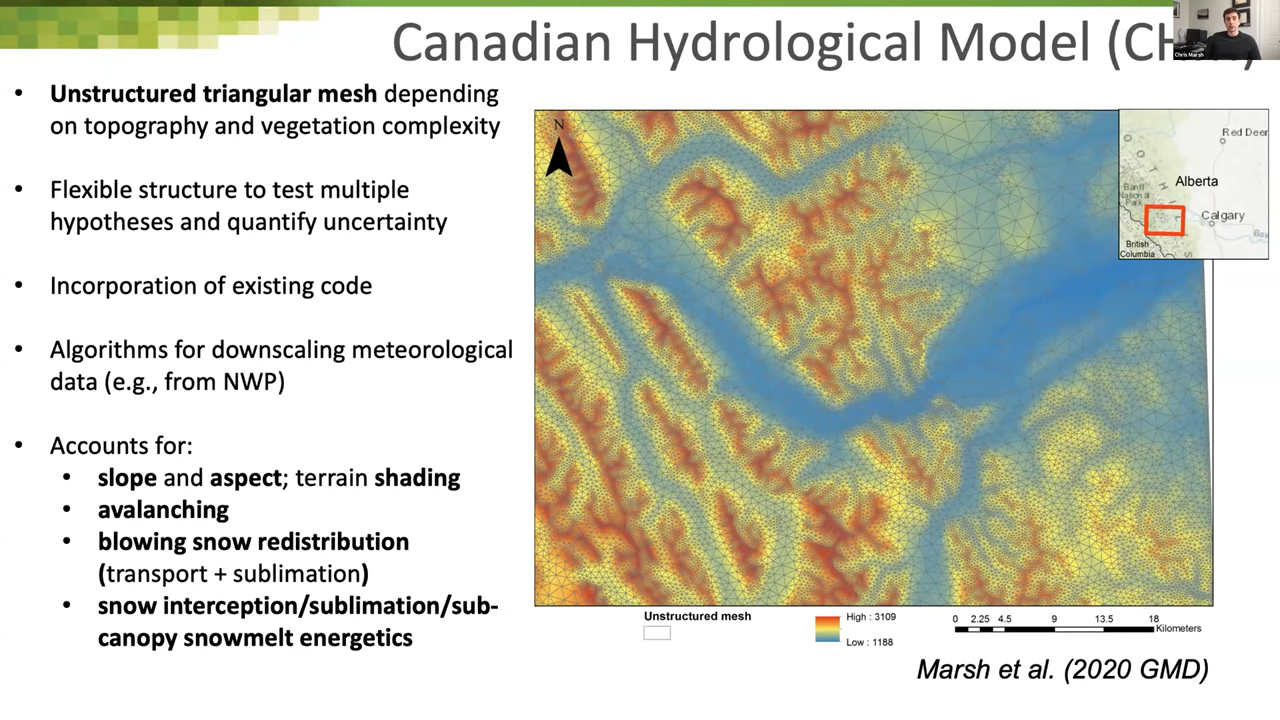 Canadian Hydrological Model (CH
Chris Marsh
• Unstructured triangular mesh depending
on topography and vegetation complexity
• Flexible structure to test multiple
hypotheses and quantify uncertainty
• Incorporation of existing code
• Algorithms for downscaling meteorological
data (e.g., from NWP)
• Accounts for:
• slope and aspect; terrain shading
• avalanching
• blowing snow redistribution
(transport + sublimation)
• snow interception/sublimation/sub-
canopy snowmelt energetics
N
Red Deer
Alberta
Banff
National
Park
Calgary
British
Columbia
Unstructured mesh
High : 3109
Low : 1188
0 2.25 4.5 9 13.5 18
Kilometers
Marsh et al. (2020 GMD)